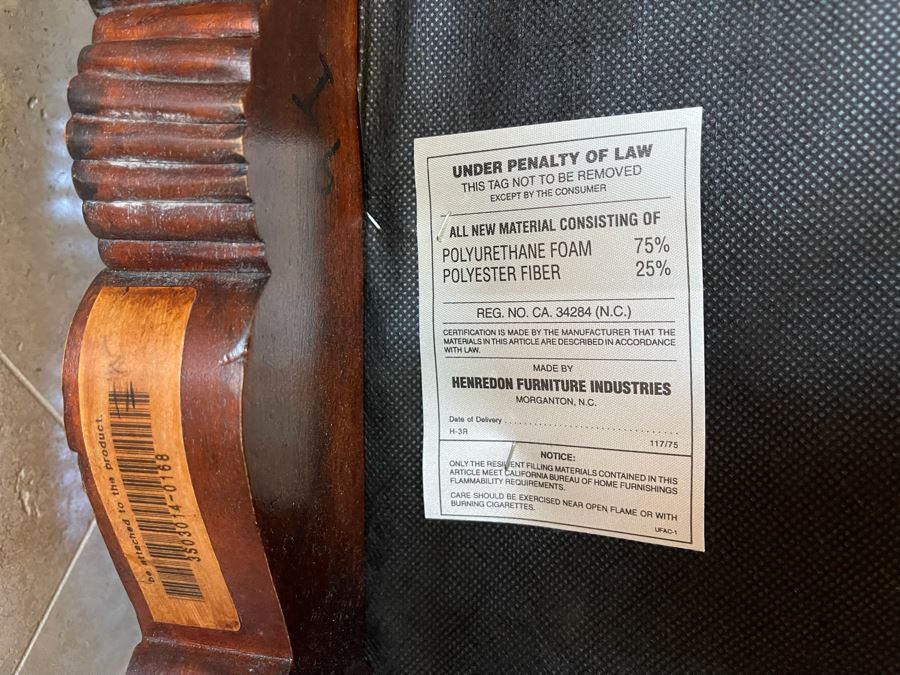 UNDER PENALTY OF LAW
THIS TAG NOT TO BE REMOVED
EXCEPT BY THE CONSUMER
ALL NEW MATERIAL CONSISTING OF
POLYURETHANE FOAM 75%
POLYESTER FIBER 25%
REG. NO. CA. 34284 (N.C.)
CERTIFICATION IS MADE BY THE MANUFACTURER THAT THE
MATERIALS IN THIS ARTICLE ARE DESCRIBED IN ACCORDANCE
WITH LAW.
MADE BY
HENREDON FURNITURE INDUSTRIES
MORGANTON, N.C.
Date of Delivery
H-3R 117/75
NOTICE:
ONLY THE RESILIENT FILLING MATERIALS CONTAINED IN THIS
ARTICLE MEET CALIFORNIA BUREAU OF HOME FURNISHINGS
FLAMMABILITY REQUIREMENTS.
CARE SHOULD BE EXERCISED NEAR OPEN FLAME OR WITH
BURNING CIGARETTES.
UFAC-1
be attached to the product.
3503014-0168